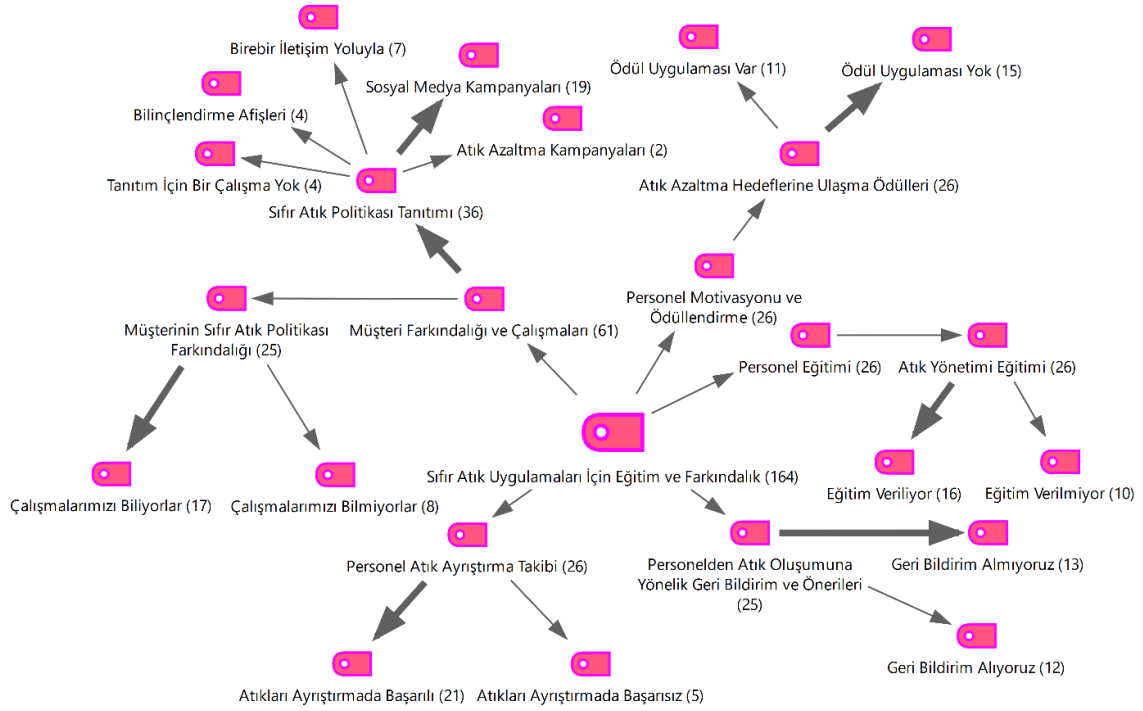 Birebir İletişim Yoluyla (7)
Sosyal Medya Kampanyaları (19)
Ödül Uygulaması Var (11)
Ödül Uygulaması Yok (15)
Bilinçlendirme Afişleri (4)
Atık Azaltma Kampanyaları (2)
Tanıtım İçin Bir Çalışma Yok (4)
Atık Azaltma Hedeflerine Ulaşma Ödülleri (26)
Sıfır Atık Politikası Tanıtımı (36)
Personel Motivasyonu ve
Ödüllendirme (26)
Müşterinin Sıfır Atık Politikası
Farkındalığı (25)
Müşteri Farkındalığı ve Çalışmaları (61)
Personel Eğitimi (26)
Atık Yönetimi Eğitimi (26)
Sıfır Atık Uygulamaları İçin Eğitim ve Farkındalık (164)
Eğitim Veriliyor (16)
Eğitim Verilmiyor (10)
Çalışmalarımızı Biliyorlar (17)
Çalışmalarımızı Bilmiyorlar (8)
Personel Atık Ayrıştırma Takibi (26)
Personelden Atık Oluşumuna
Yönelik Geri Bildirim ve Önerileri
(25)
Geri Bildirim Almıyoruz (13)
Geri Bildirim Alıyoruz (12)
Atıkları Ayrıştırmada Başarılı (21)
Atıkları Ayrıştırmada Başarısız (5)